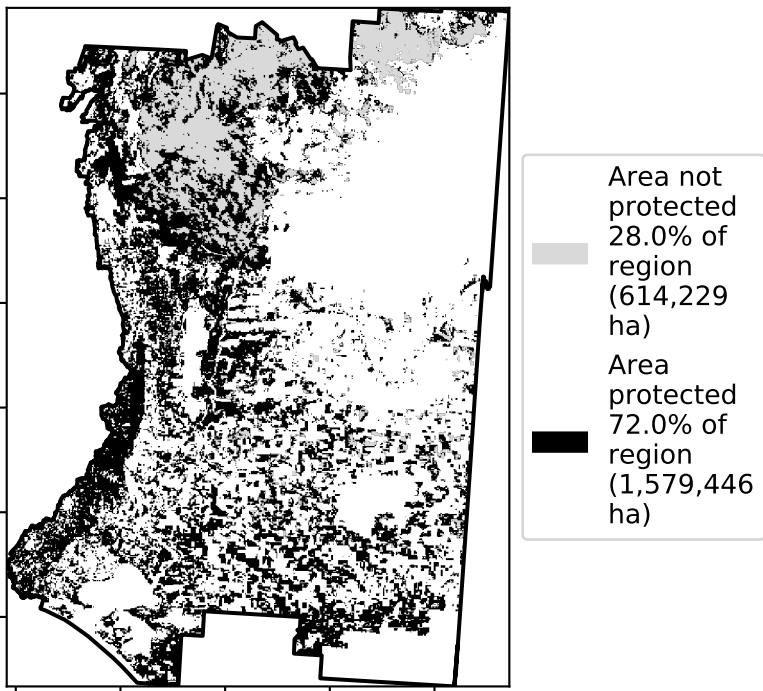 Area not
protected
28.0% of
region
(614,229
ha)
Area
protected
72.0% of
region
(1,579,446
ha)